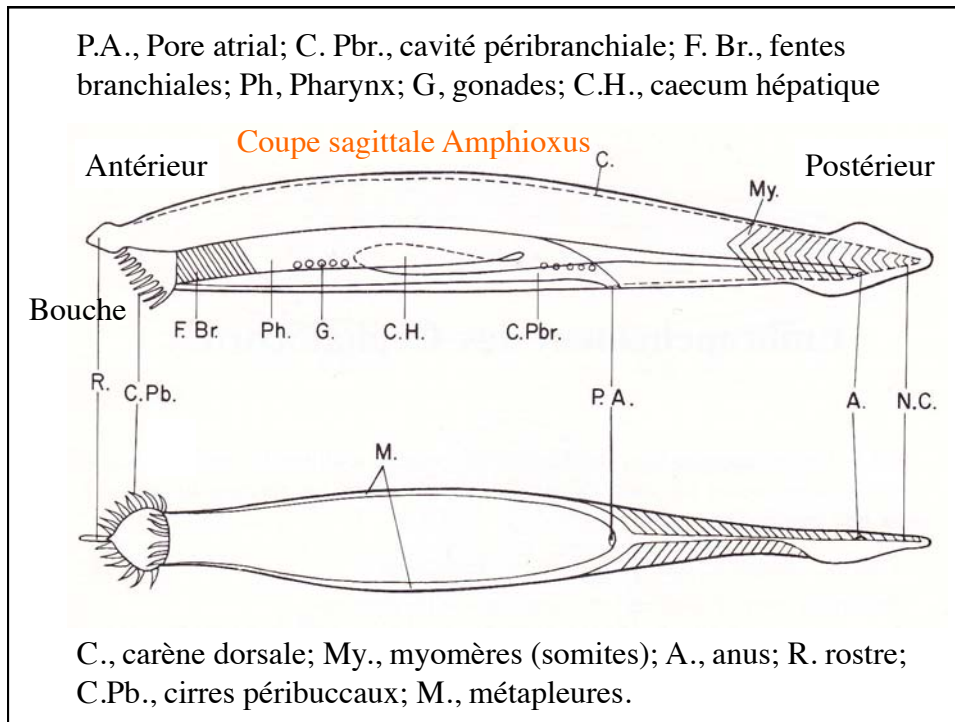 P.A., Pore atrial; C. Pbr., cavité péribranchiale; F. Br., fentes
branchiales; Ph, Pharynx; G, gonades; C.H., caecum hépatique
Coupe sagittale Amphioxus
Antérieur
C.
Postérieur
My.
Bouche
F. Br.
Ph.
G.
C.H.
C.Pbr.
R.
C.Pb.
P.A.
A.
N.C.
M.
C., carène dorsale; My., myomères (somites); A., anus; R. rostre;
C.Pb., cirres péribuccaux; M., métapleures.